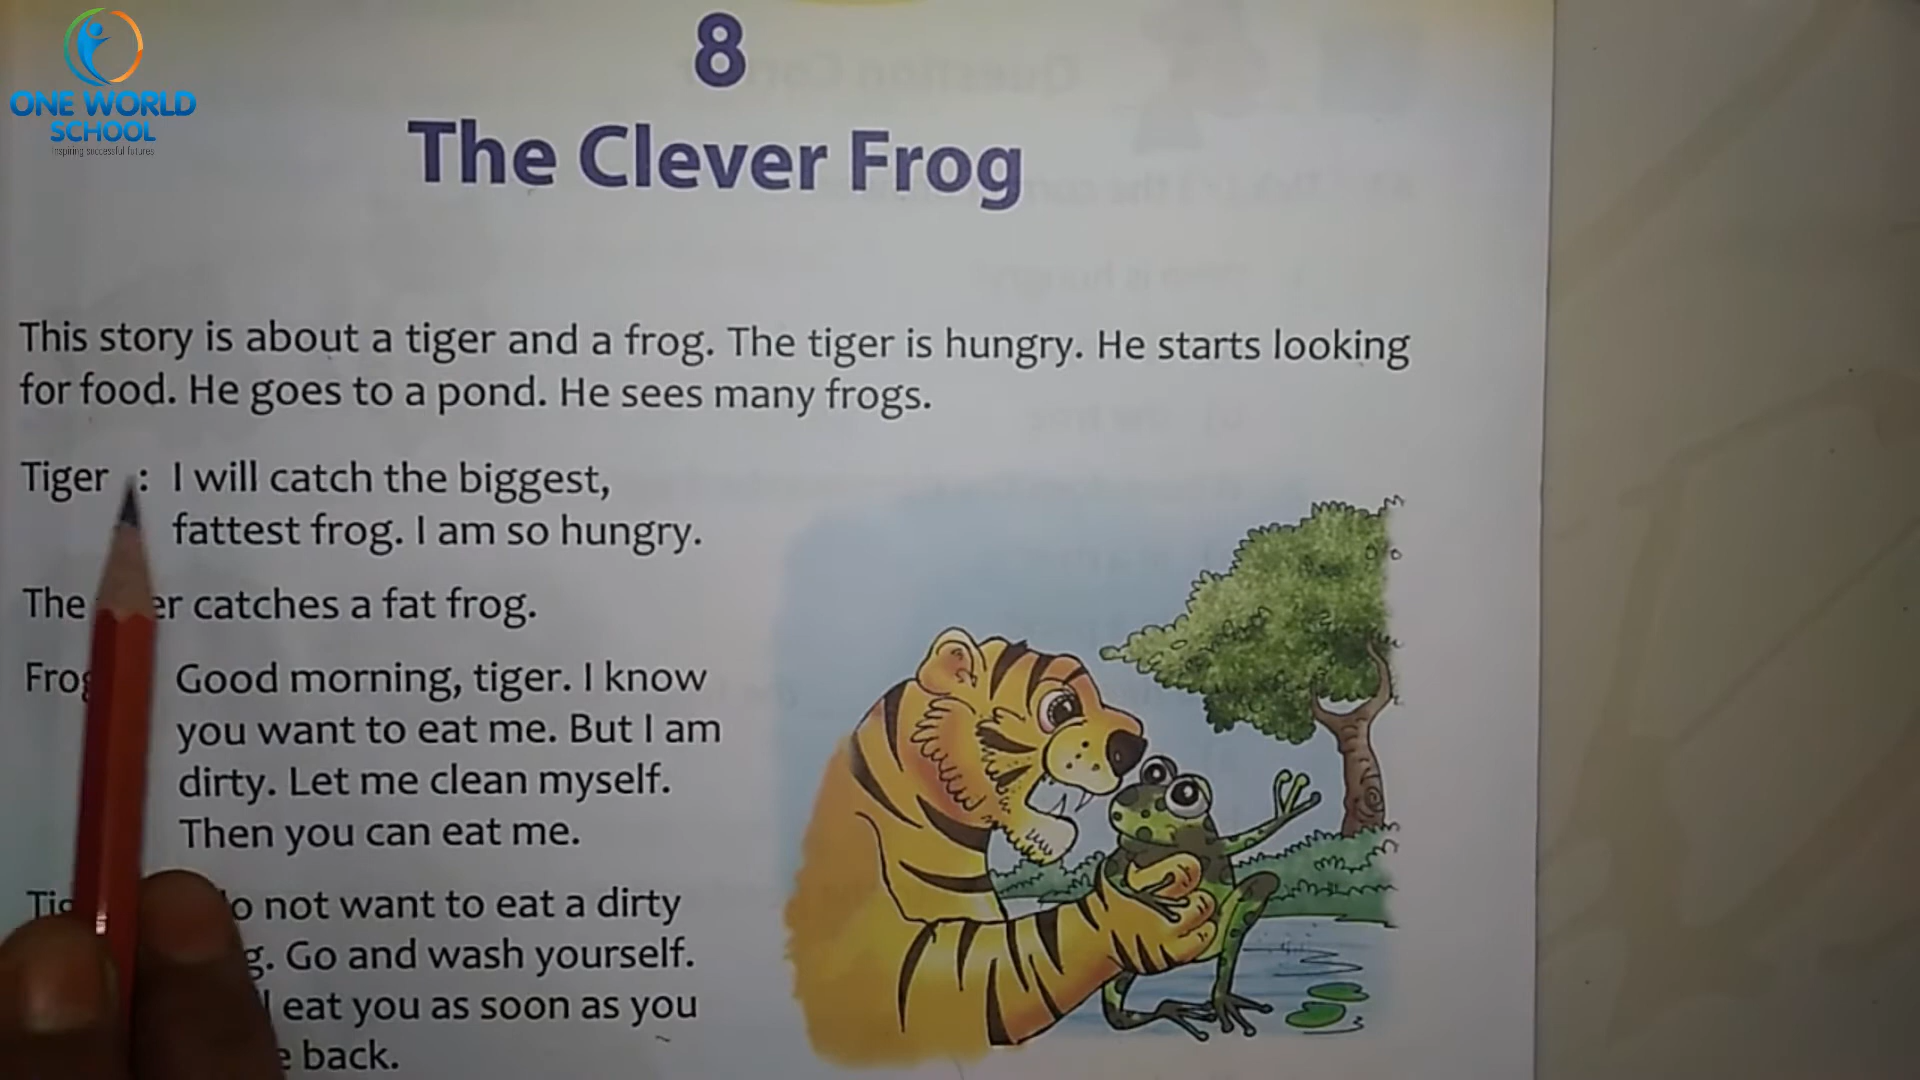 ONE WORLD
SCHOOL
Inspiring successful futures
8
The Clever Frog
This story is about a tiger and a frog. The tiger is hungry. He starts looking
for food. He goes to a pond. He sees many frogs.
Tiger : I will catch the biggest,
fattest frog. I am so hungry.
The er catches a fat frog.
Frog Good morning, tiger. I know
you want to eat me. But I am
dirty. Let me clean myself.
Then you can eat me.
not want to eat a dirty
Go and wash yourself.
eat you as soon as you
back.